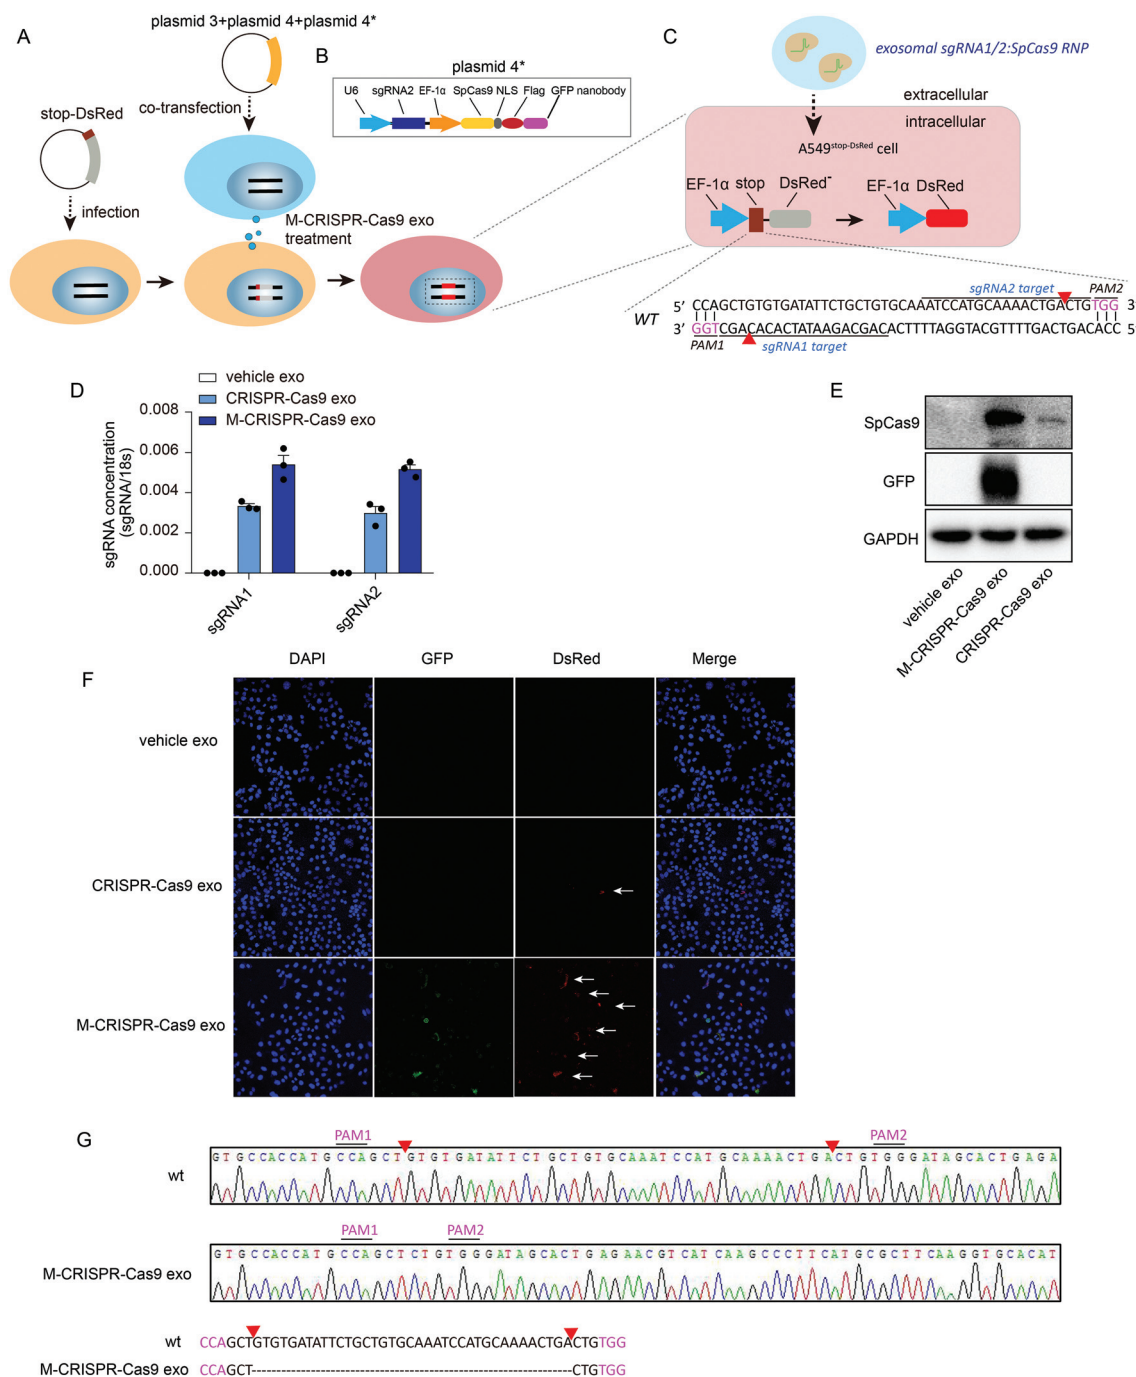 A
plasmid 3+plasmid 4+plasmid 4*
stop-DsRed
co-transfection
infection
M-CRISPR-Cas9 exo
treatment
B
plasmid 4*
U6 sgRNA2 EF-1α SpCas9 NLS Flag GFP nanobody
C
exosomal sgRNA1/2:SpCas9 RNP
extracellular
intracellular
A549stop-DsRed cell
EF-1α stop DsRed- EF-1α DsRed
sgRNA2 target PAM2
5′ CCAGCTGTGTGATATTCTGCTGTGCAAATCCATGCAAAACTGACTGTGG 3
WT
3′ GGTCGACACACTATAAGACGACACTTTTAGGTACGTTTTGACTGACACC 5
PAM1 sgRNA1 target
D
vehicle exo
CRISPR-Cas9 exo
M-CRISPR-Cas9 exo
sgRNA concentration
(sgRNA/18s)
0.008
0.006
0.004
0.002
0.000
sgRNA1 sgRNA2
E
SpCas9
GFP
GAPDH
vehicle exo
M-CRISPR-Cas9 exo
CRISPR-Cas9 exo
F
DAPI GFP DsRed Merge
vehicle exo
CRISPR-Cas9 exo
M-CRISPR-Cas9 exo
G
PAM1 PAM2
GTGCCACCATGCCAGCTGTGTGATATTCTGCTGTGCAAATCCATGCAAAACTGACTGTGGGATAGCACTGAGA
wt
PAM1 PAM2
GTGCCACCATGCCAGCTCTGTGGGATAGCACTGAGAACGTCATCAAGCCCTTCATGCGCTTCAAGGTGCACAT
M-CRISPR-Cas9 exo
wt CCAGCTGTGTGATATTCTGCTGTGCAAATCCATGCAAAACTGACTGTGG
M-CRISPR-Cas9 exo CCAGCT-------------------------------------CTGTGG